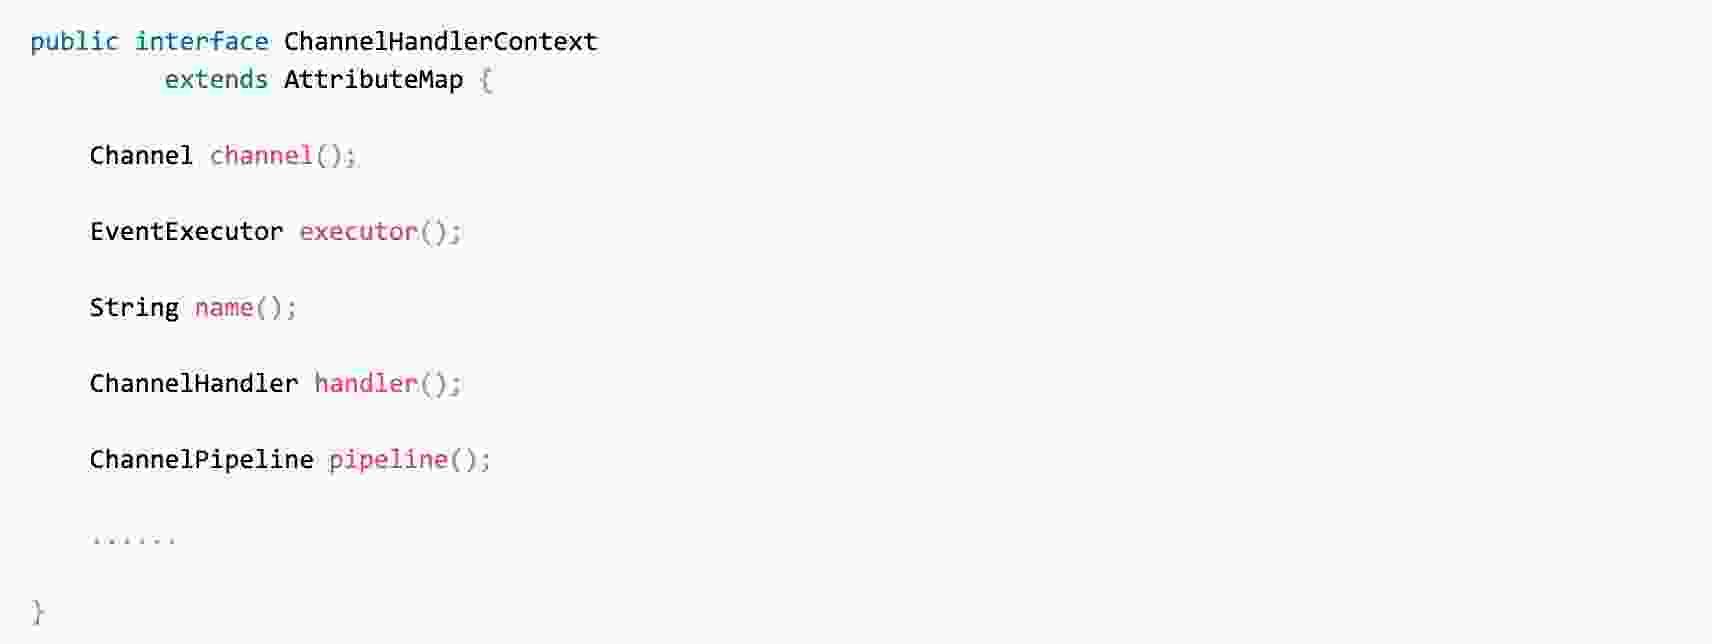 public interface ChannelHandlerContext
extends AttributeMap {
Channel channel();
EventExecutor executor();
String name();
ChannelHandler handler();
ChannelPipeline pipeline();
......
}